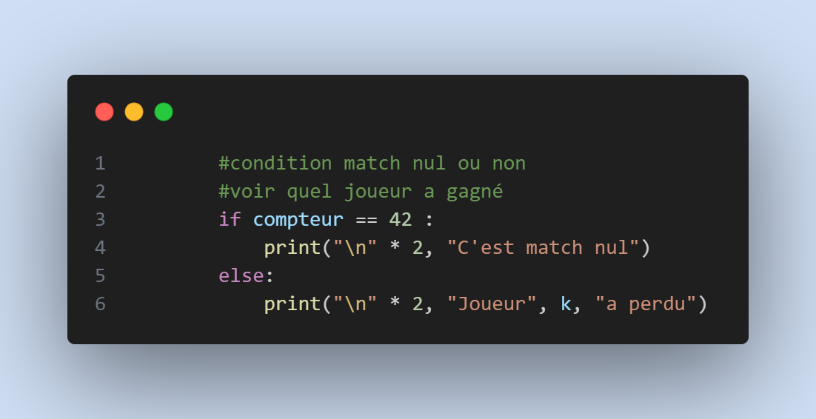 1 #condition match nul ou non
2 #voir quel joueur a gagné
3 if compteur == 42 :
4 print("\n" * 2, "C'est match nul")
5 else:
6 print("\n" * 2, "Joueur", k, "a perdu")